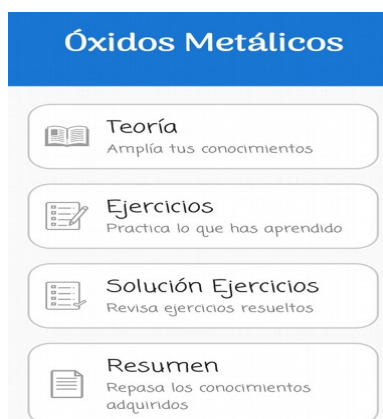 Óxidos Metálicos
Teoría
Amplía tus conocimientos
Ejercicios
Practica lo que has aprendido
Solución Ejercicios
Revisa ejercicios resueltos
Resumen
Repasa los conocimientos
adquiridos